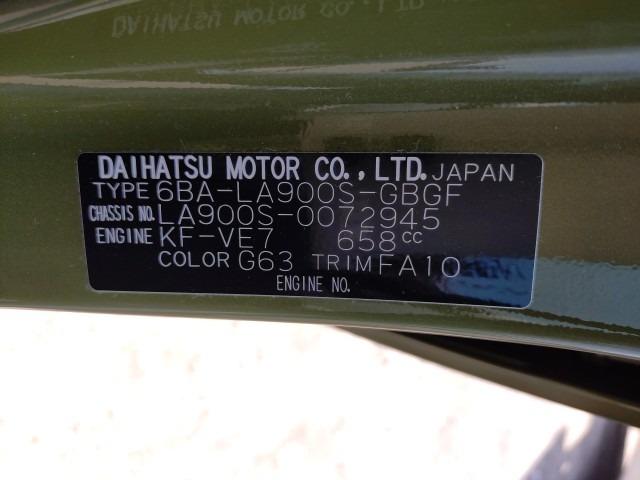 DAIHATSU MOTOR CO., LTD. JAPAN
TYPE 6BA-LA900S-GBGF
CHASSIS NO. LA900S-0072945
ENGINE KF-VE7 658cc
COLOR G63 TRIM FA10
ENGINE NO.